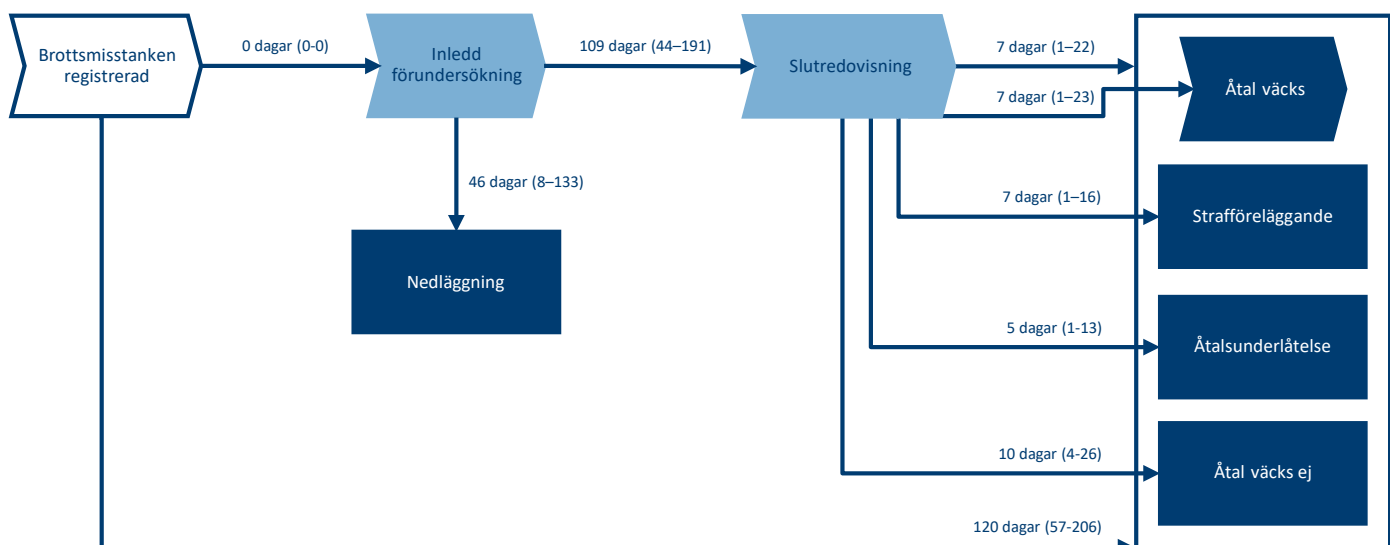 Brottsmisstanken
registrerad
0 dagar (0-0)
Inledd
förundersökning
109 dagar (44–191)
Slutredovisning
7 dagar (1–22)
7 dagar (1–23)
Åtal väcks
46 dagar (8–133)
Nedläggning
7 dagar (1–16)
Strafföreläggande
5 dagar (1-13)
Åtalsunderlåtelse
10 dagar (4-26)
Åtal väcks ej
120 dagar (57-206)